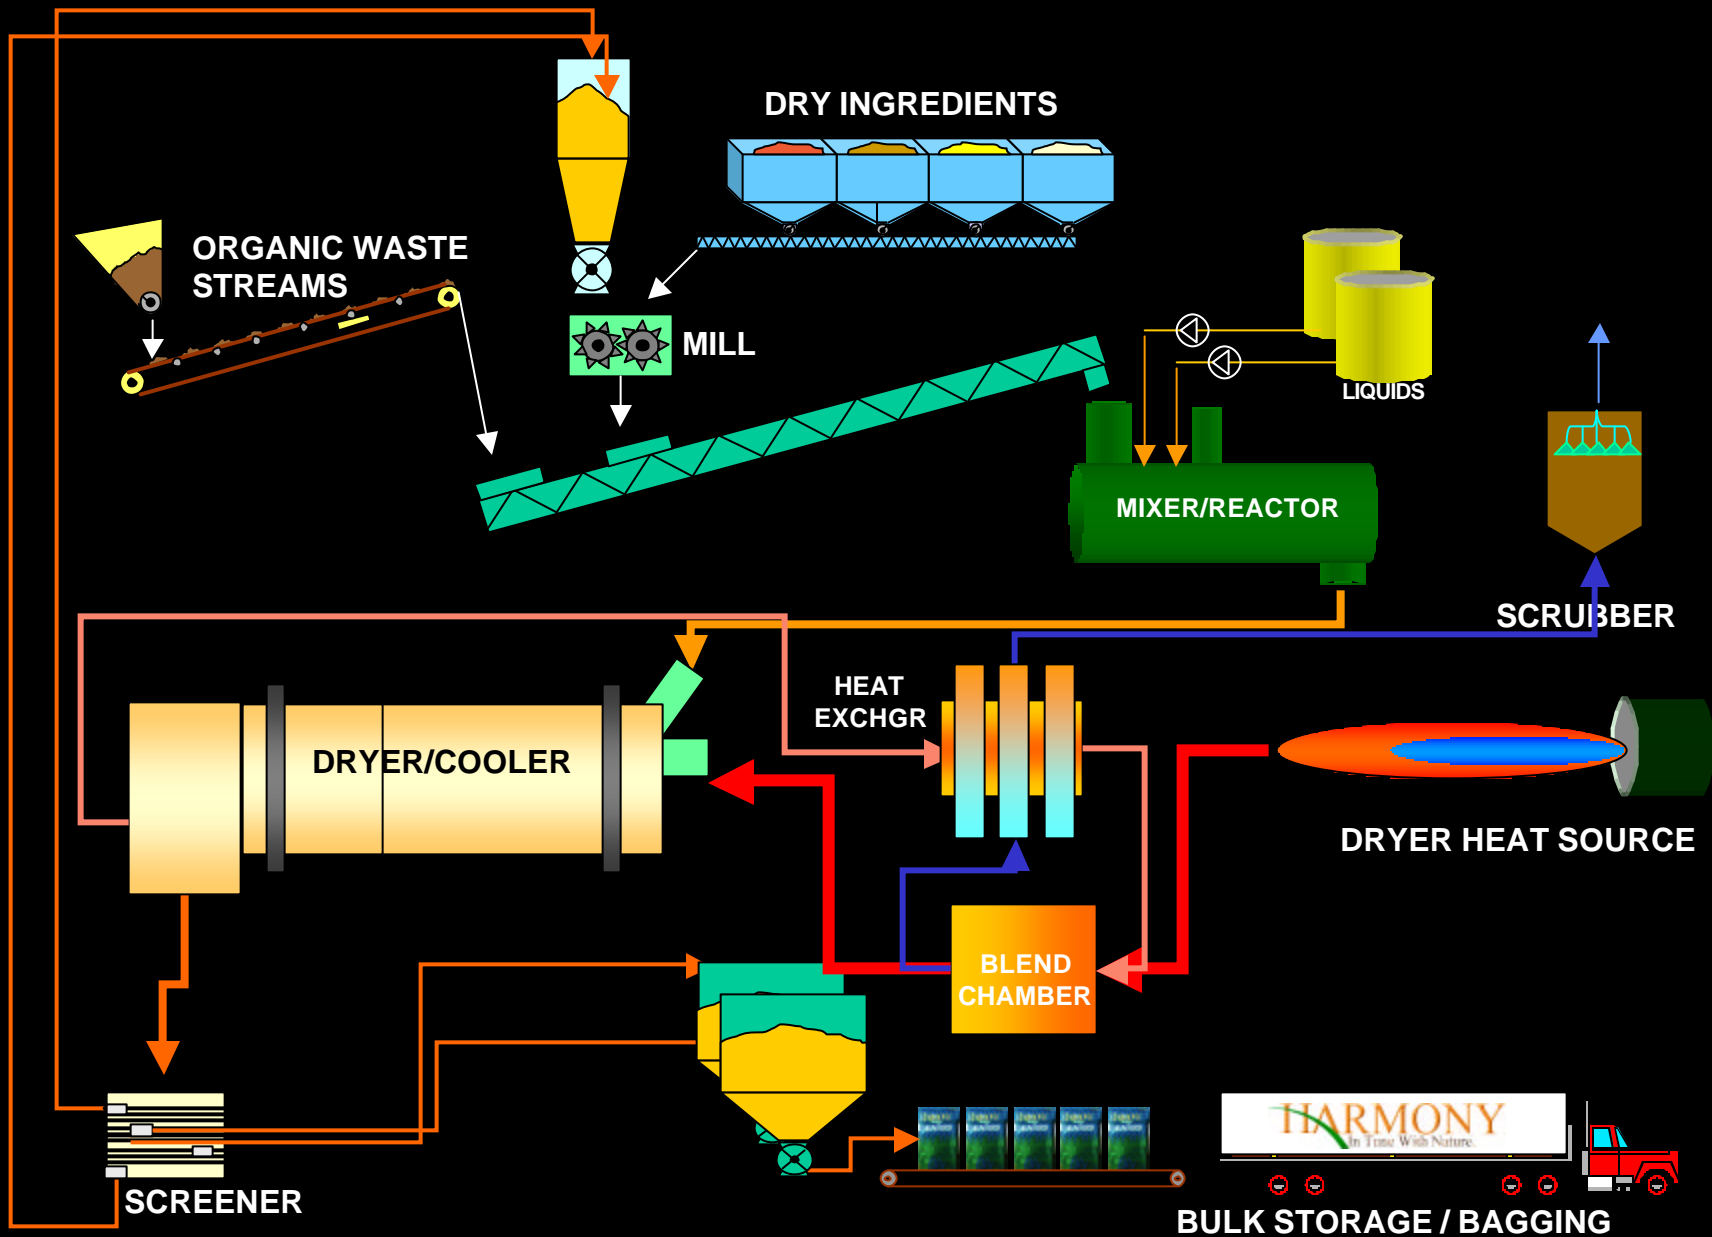 DRY INGREDIENTS
ORGANIC WASTE
STREAMS
MILL
LIQUIDS
MIXER/REACTOR
SCRUBBER
HEAT
EXCHGR
DRYER/COOLER
DRYER HEAT SOURCE
BLEND
CHAMBER
HARMONY
In Tune With Nature.
SCREENER
BULK STORAGE / BAGGING